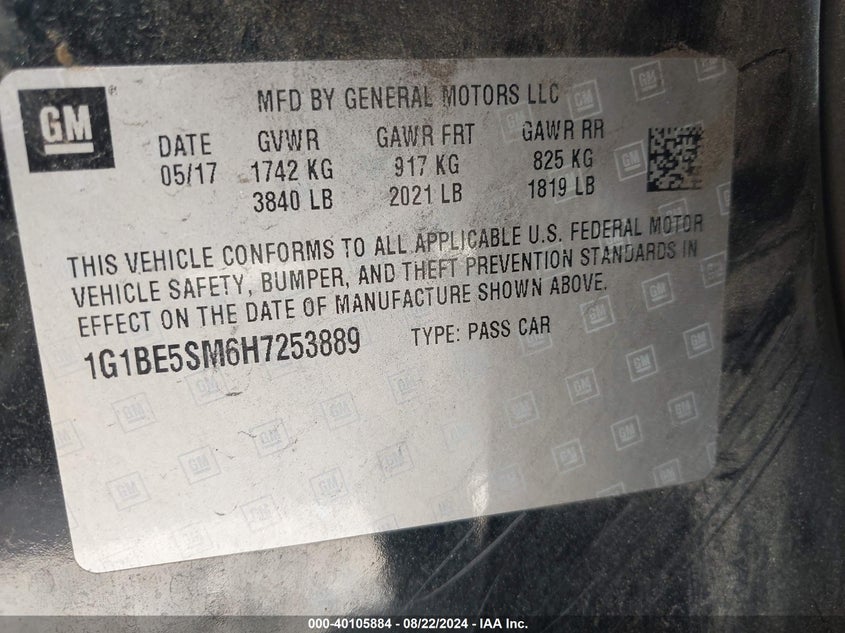 GM
MFD BY GENERAL MOTORS LLC
DATE GVWR GAWR FRT GAWR RR
05/17 1742 KG 917 KG 825 KG
3840 LB 2021 LB 1819 LB
THIS VEHICLE CONFORMS TO ALL APPLICABLE U.S. FEDERAL MOTOR
VEHICLE SAFETY, BUMPER, AND THEFT PREVENTION STANDARDS IN
EFFECT ON THE DATE OF MANUFACTURE SHOWN ABOVE.
1G1BE5SM6H7253889 TYPE: PASS CAR
000-40105884 - 08/22/2024 - IAA Inc.